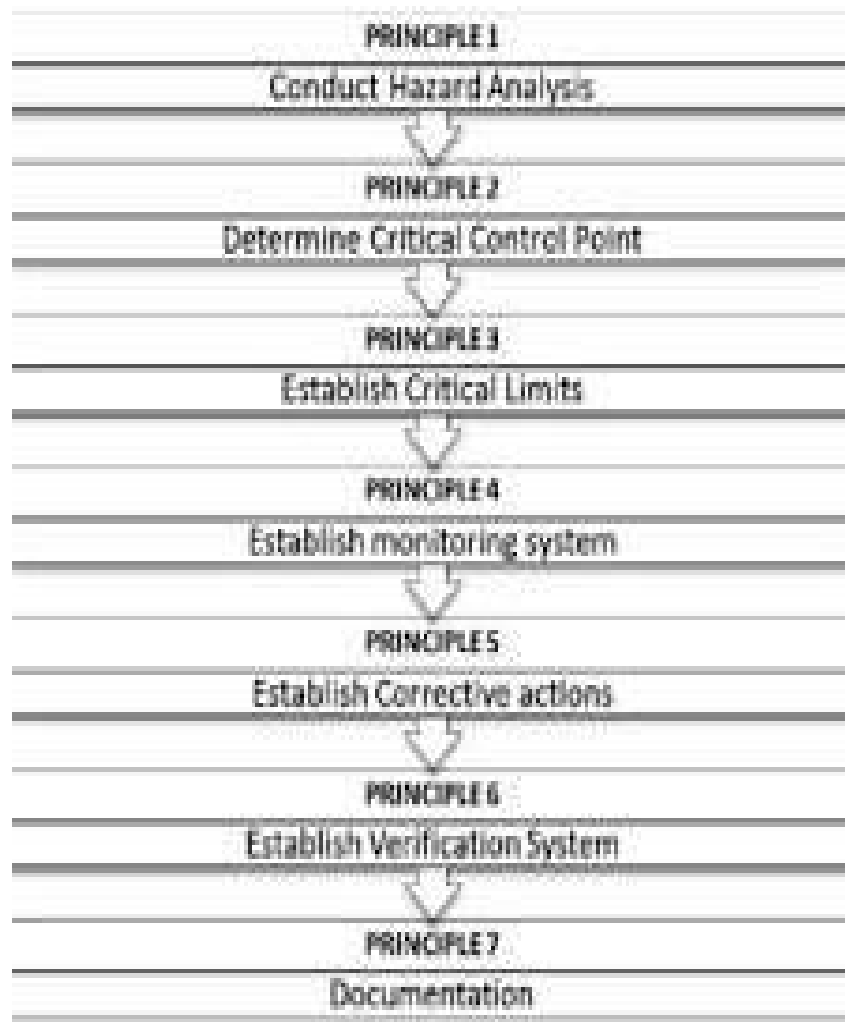 PRINCIPLE 1
Conduct Hazard Analysis
PRINCIPLE 2
Determine Critical Control Point
PRINCIPLE 3
Establish Critical Limits
PRINCIPLE 4
Establish monitoring system
PRINCIPLE 5
Establish Corrective actions
PRINCIPLE 6
Establish Verification System
PRINCIPLE 7
Documentation